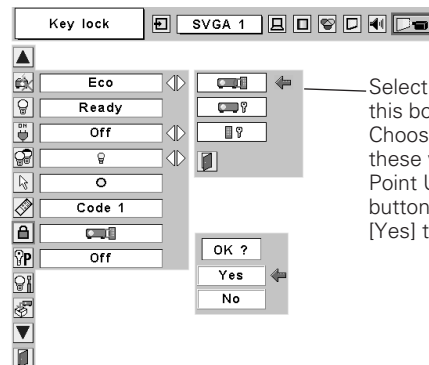 Key lock
SVGA 1
Eco
Ready
Off
Code 1
Off
OK ?
Yes
No
Select
this bo
Choos
these
Point U
button
[Yes] t